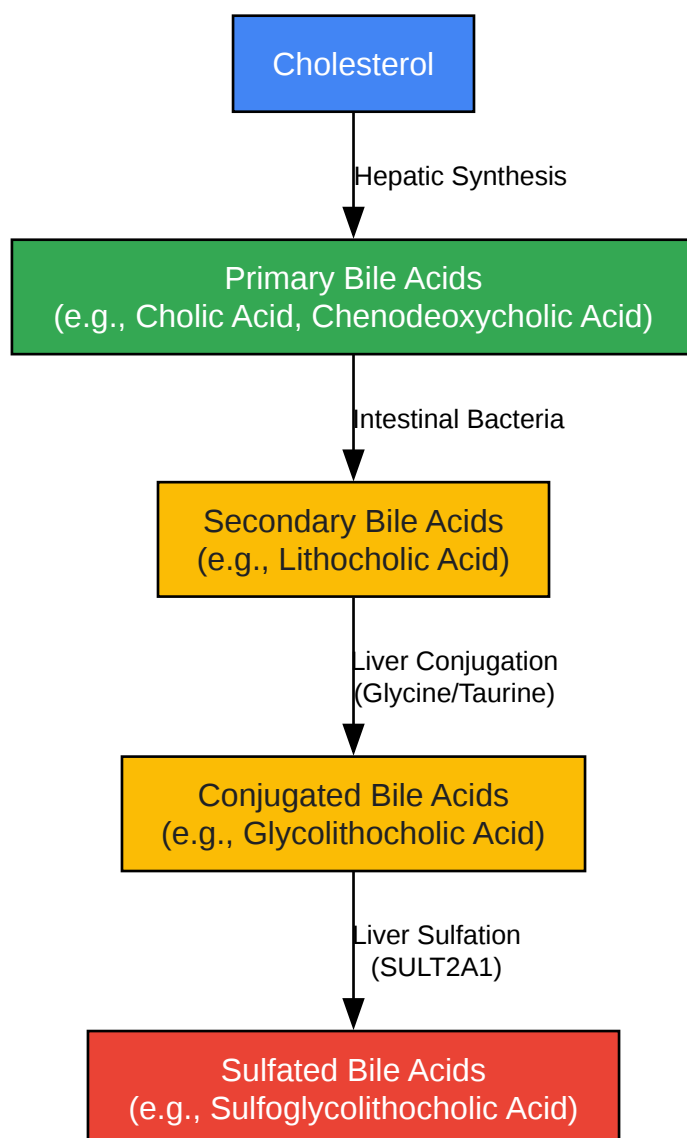 Cholesterol
Hepatic Synthesis
Primary Bile Acids
(e.g., Cholic Acid, Chenodeoxycholic Acid)
Intestinal Bacteria
Secondary Bile Acids
(e.g., Lithocholic Acid)
Liver Conjugation
(Glycine/Taurine)
Conjugated Bile Acids
(e.g., Glycolithocholic Acid)
Liver Sulfation
(SULT2A1)
Sulfated Bile Acids
(e.g., Sulfoglycolithocholic Acid)